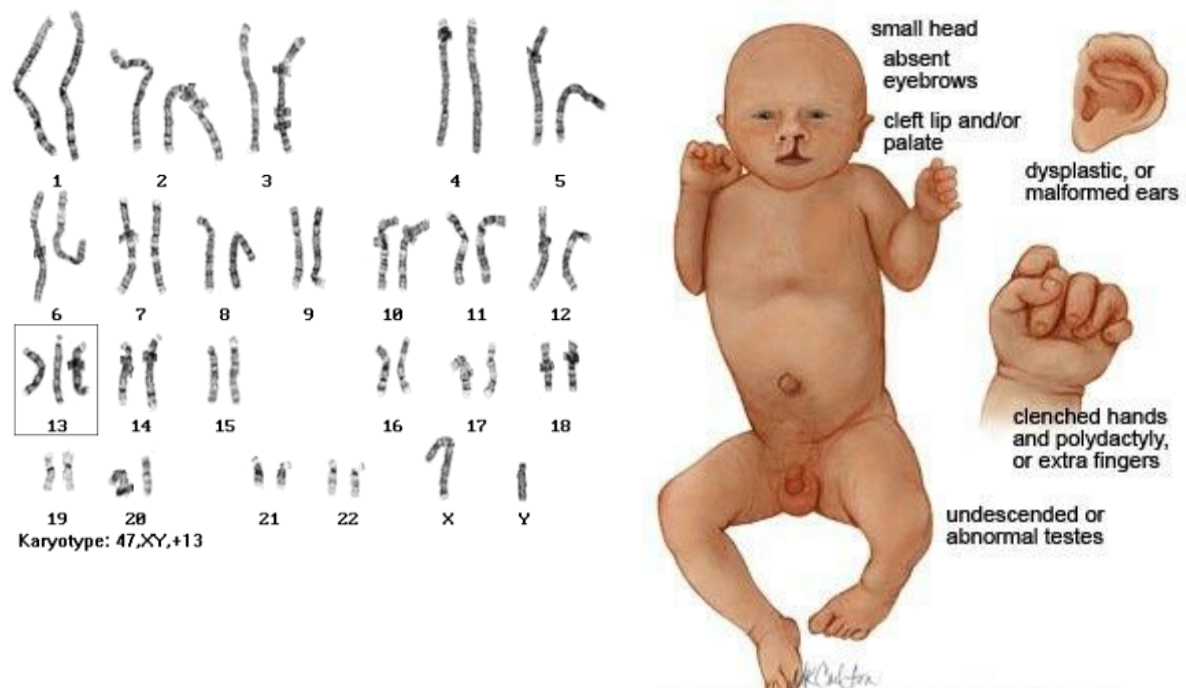 1 2 3 4 5
6 7 8 9 10 11 12
13 14 15 16 17 18
19 20 21 22 X Y
Karyotype: 47,XY,+13
small head
absent
eyebrows
cleft lip and/or
palate
dysplastic, or
malformed ears
clenched hands
and polydactyly,
or extra fingers
undescended or
abnormal testes